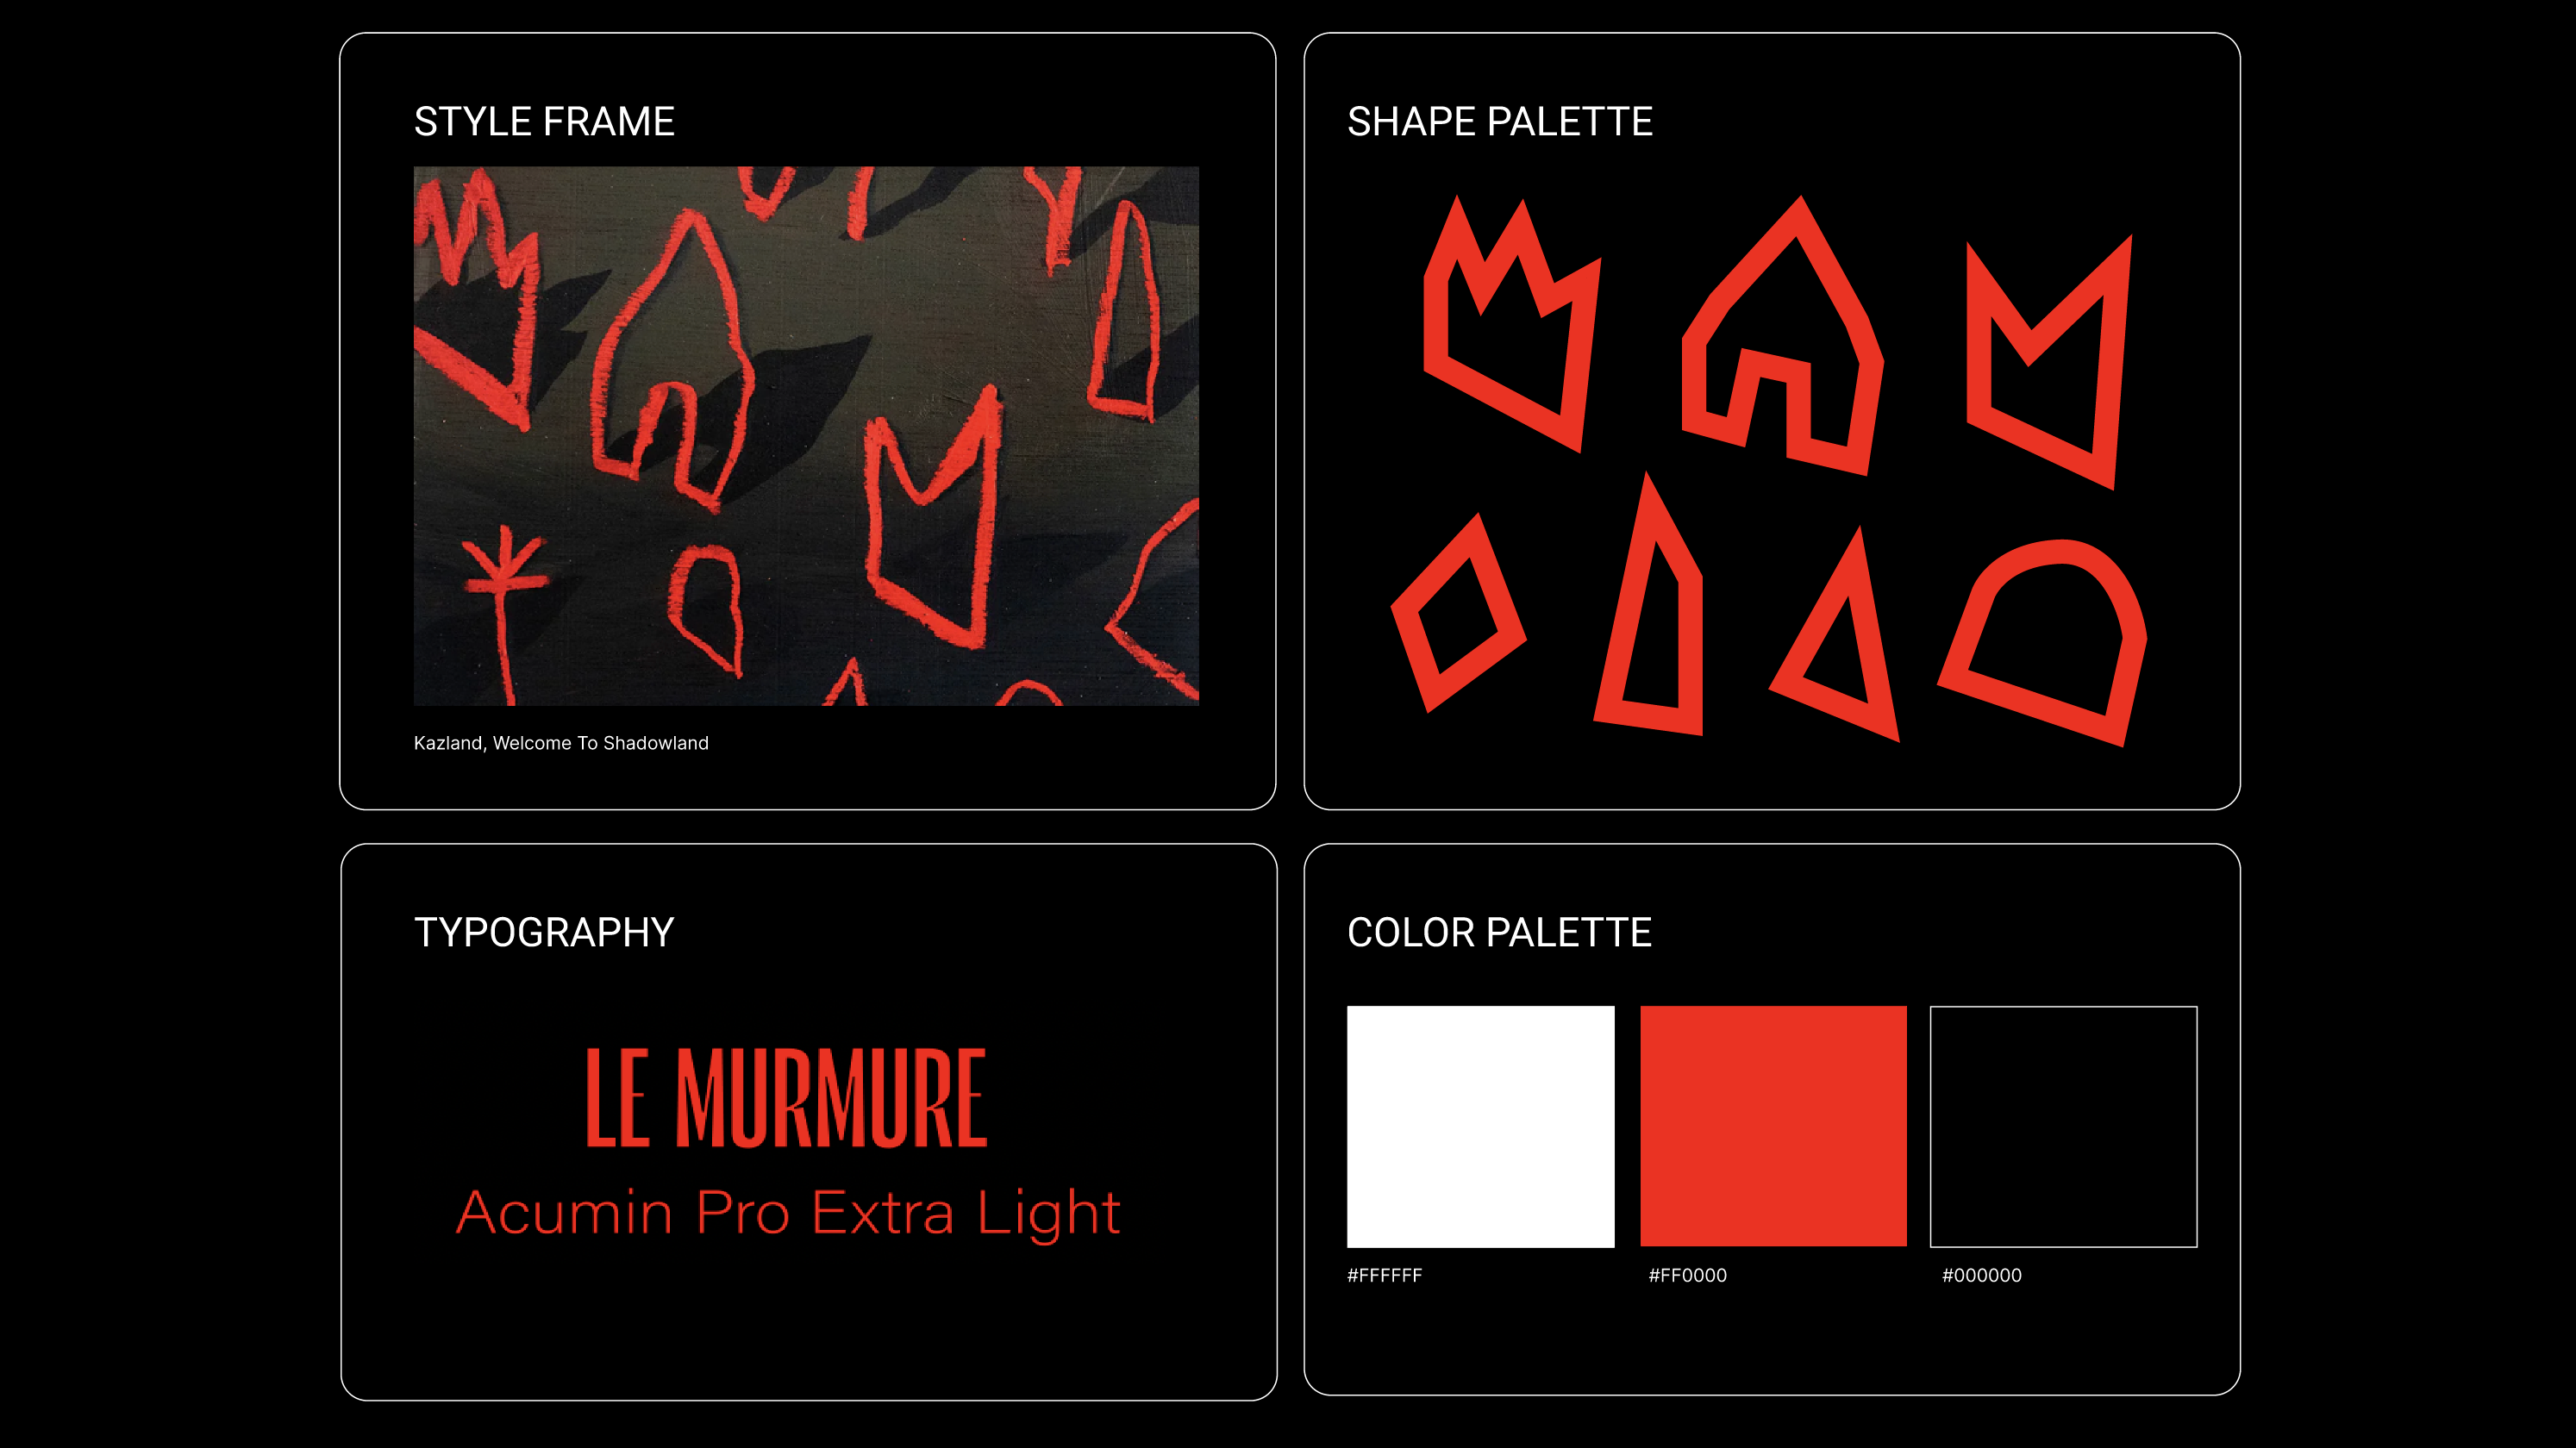 STYLE FRAME
Kazland, Welcome To Shadowland
SHAPE PALETTE
TYPOGRAPHY
LE MURMURE
Acumin Pro Extra Light
COLOR PALETTE
#FFFFFF
#FF0000
#000000